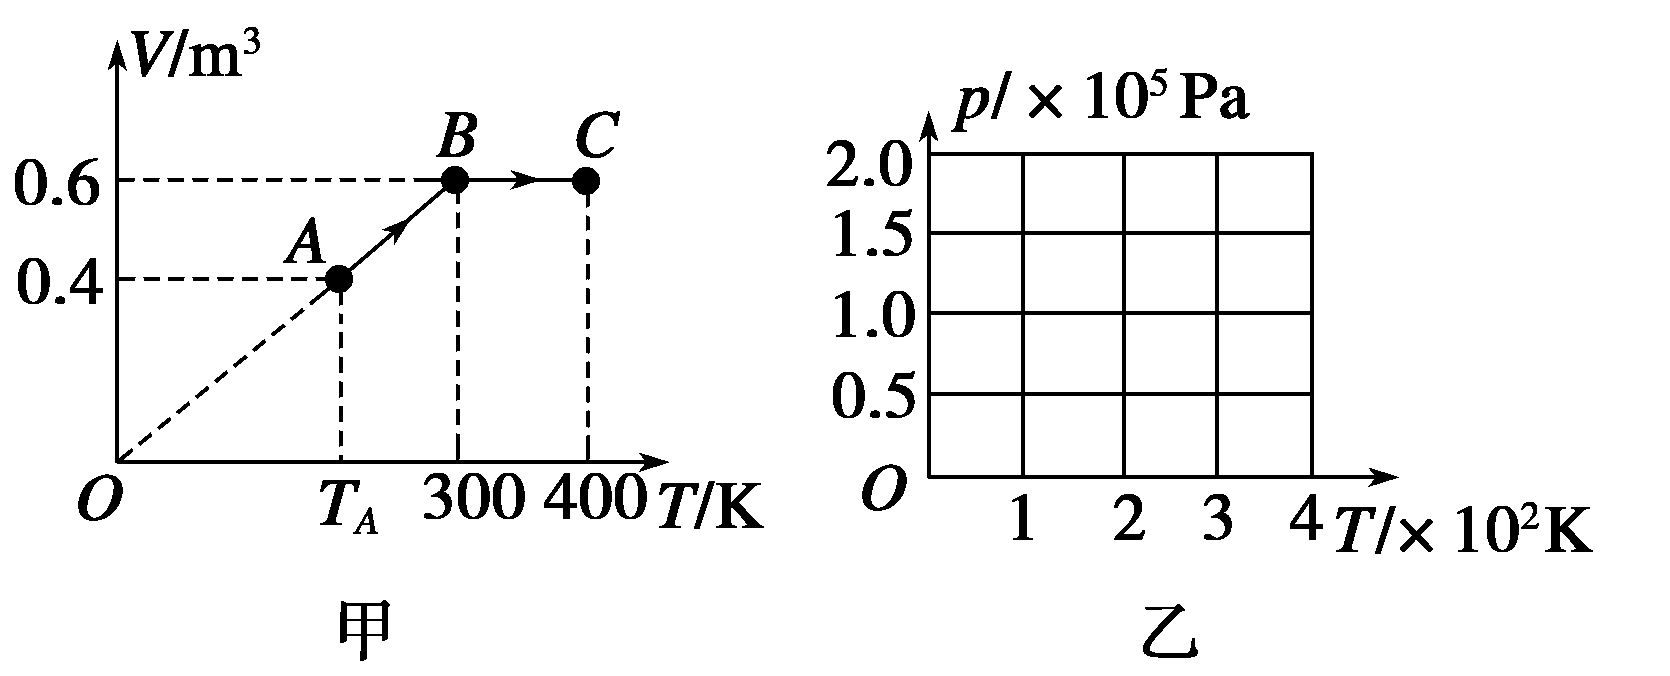 V/m³
0.6
0.4
A
B
C
O
T_A
300
400
T/K
甲
p/ × 10⁵ Pa
2.0
1.5
1.0
0.5
O
1
2
3
4
T/× 10² K
乙